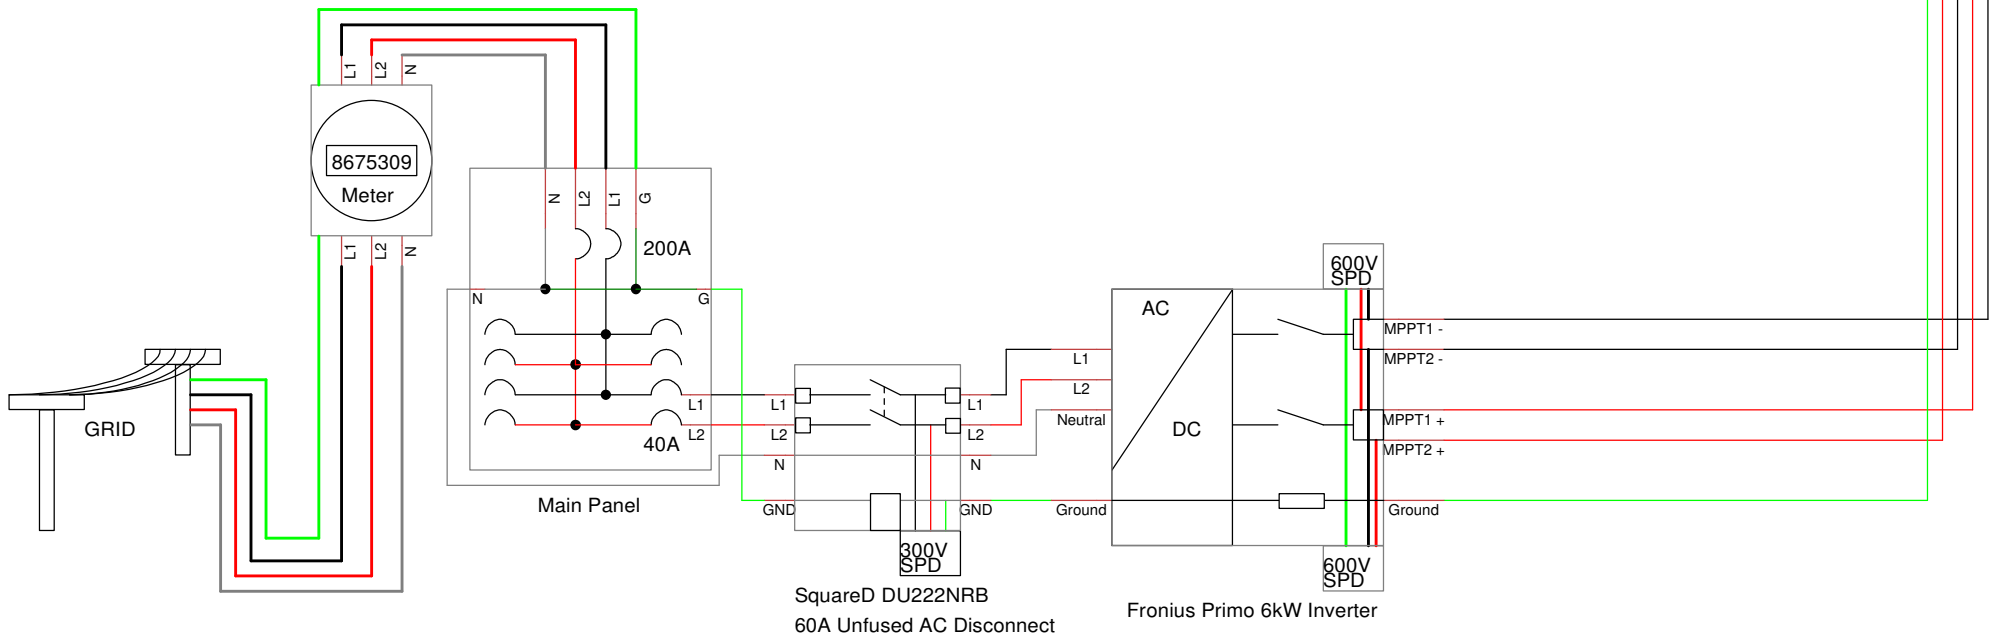 L1
L2
N
8675309
Meter
L1
L2
N
GRID
N
L2
L1
G
200A
N
G
L1
L2
40A
Main Panel
L1
L2
N
GND
L1
L2
N
GND
300V
SPD
SquareD DU222NRB
60A Unfused AC Disconnect
L1
L2
Neutral
Ground
AC
DC
600V
SPD
MPPT1 -
MPPT2 -
MPPT1 +
MPPT2 +
Ground
600V
SPD
Fronius Primo 6kW Inverter